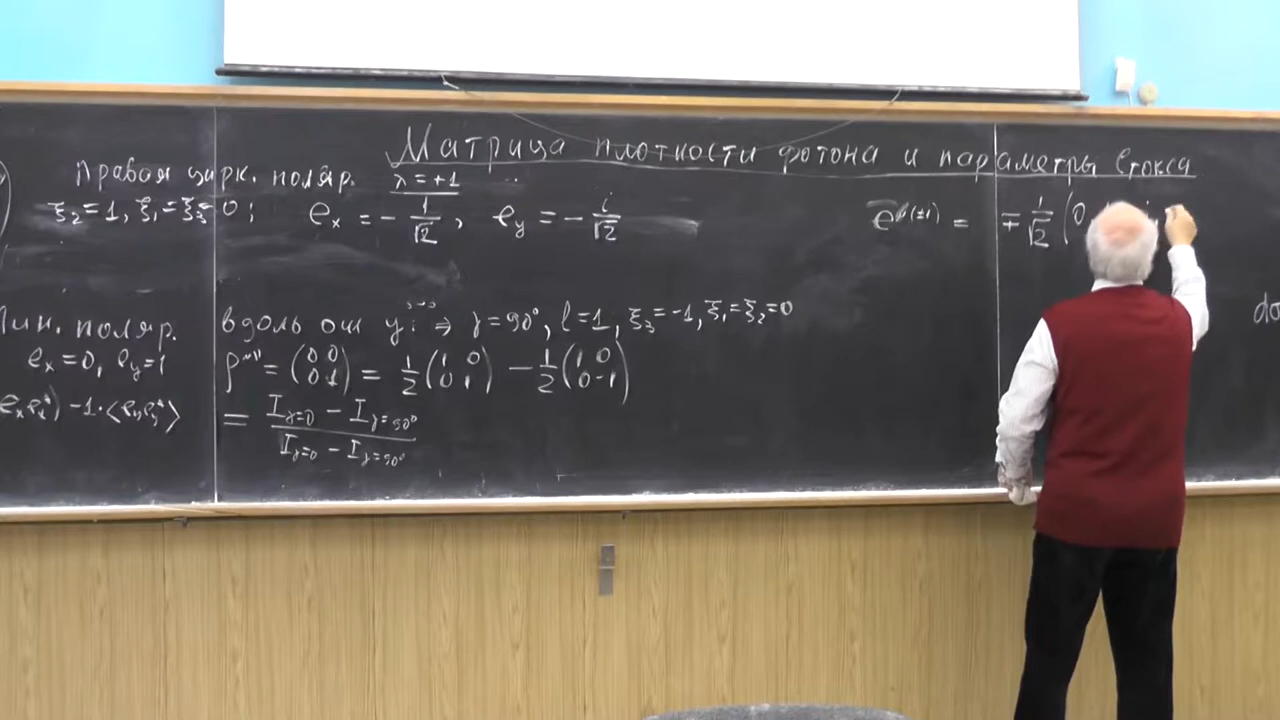 Матрица плотности фотона и параметры Стокса
правая цирк. поляр. λ=+1
ξ₂=1, ξ₁=ξ₃=0; eₓ = -1/√2, e_y = -i/√2
e^(±1) = ∓ 1/√2 (0,
Лин. поляр. вдоль оси y: ⇒ γ=90°, l=1, ξ₃=-1, ξ₁=ξ₂=0
eₓ=0, e_y=1
ρ = (0 0
0 1) = 1/2 (1 0
0 1) - 1/2 (1 0
0 -1)
-1·⟨e_y e_y*⟩ = (I_γ=0 - I_γ=90°)/(I_γ=0 - I_γ=90°)